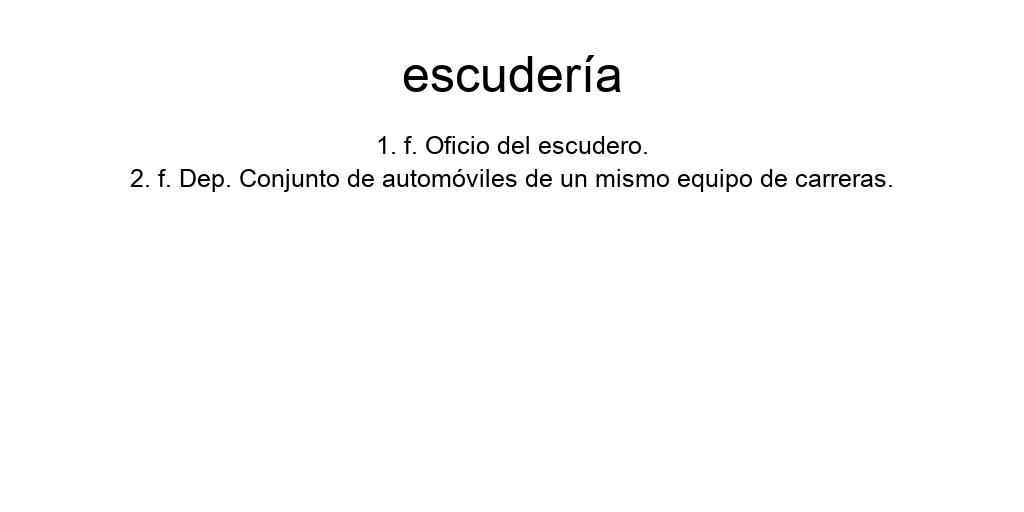 escudería
1. f. Oficio del escudero.
2. f. Dep. Conjunto de automóviles de un mismo equipo de carreras.